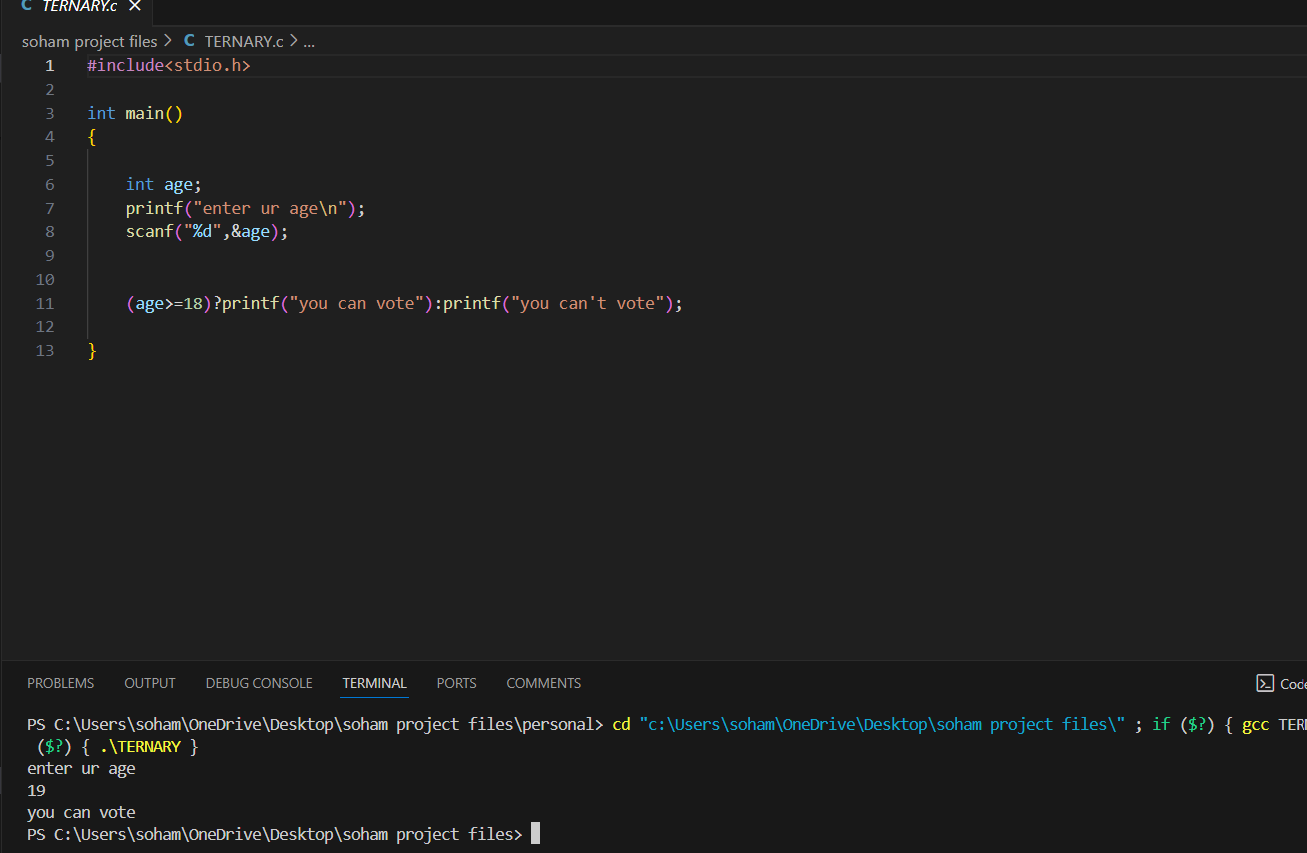 C TERNARY.c ×
soham project files > C TERNARY.c > ...
1 #include<stdio.h>
2
3 int main()
4 {
5
6 int age;
7 printf("enter ur age\n");
8 scanf("%d",&age);
9
10
11 (age>=18)?printf("you can vote"):printf("you can't vote");
12
13 }
PROBLEMS OUTPUT DEBUG CONSOLE TERMINAL PORTS COMMENTS
PS C:\Users\soham\OneDrive\Desktop\soham project files\personal> cd "c:\Users\soham\OneDrive\Desktop\soham project files\" ; if ($?) { gcc TER
($?) { .\TERNARY }
enter ur age
19
you can vote
PS C:\Users\soham\OneDrive\Desktop\soham project files>